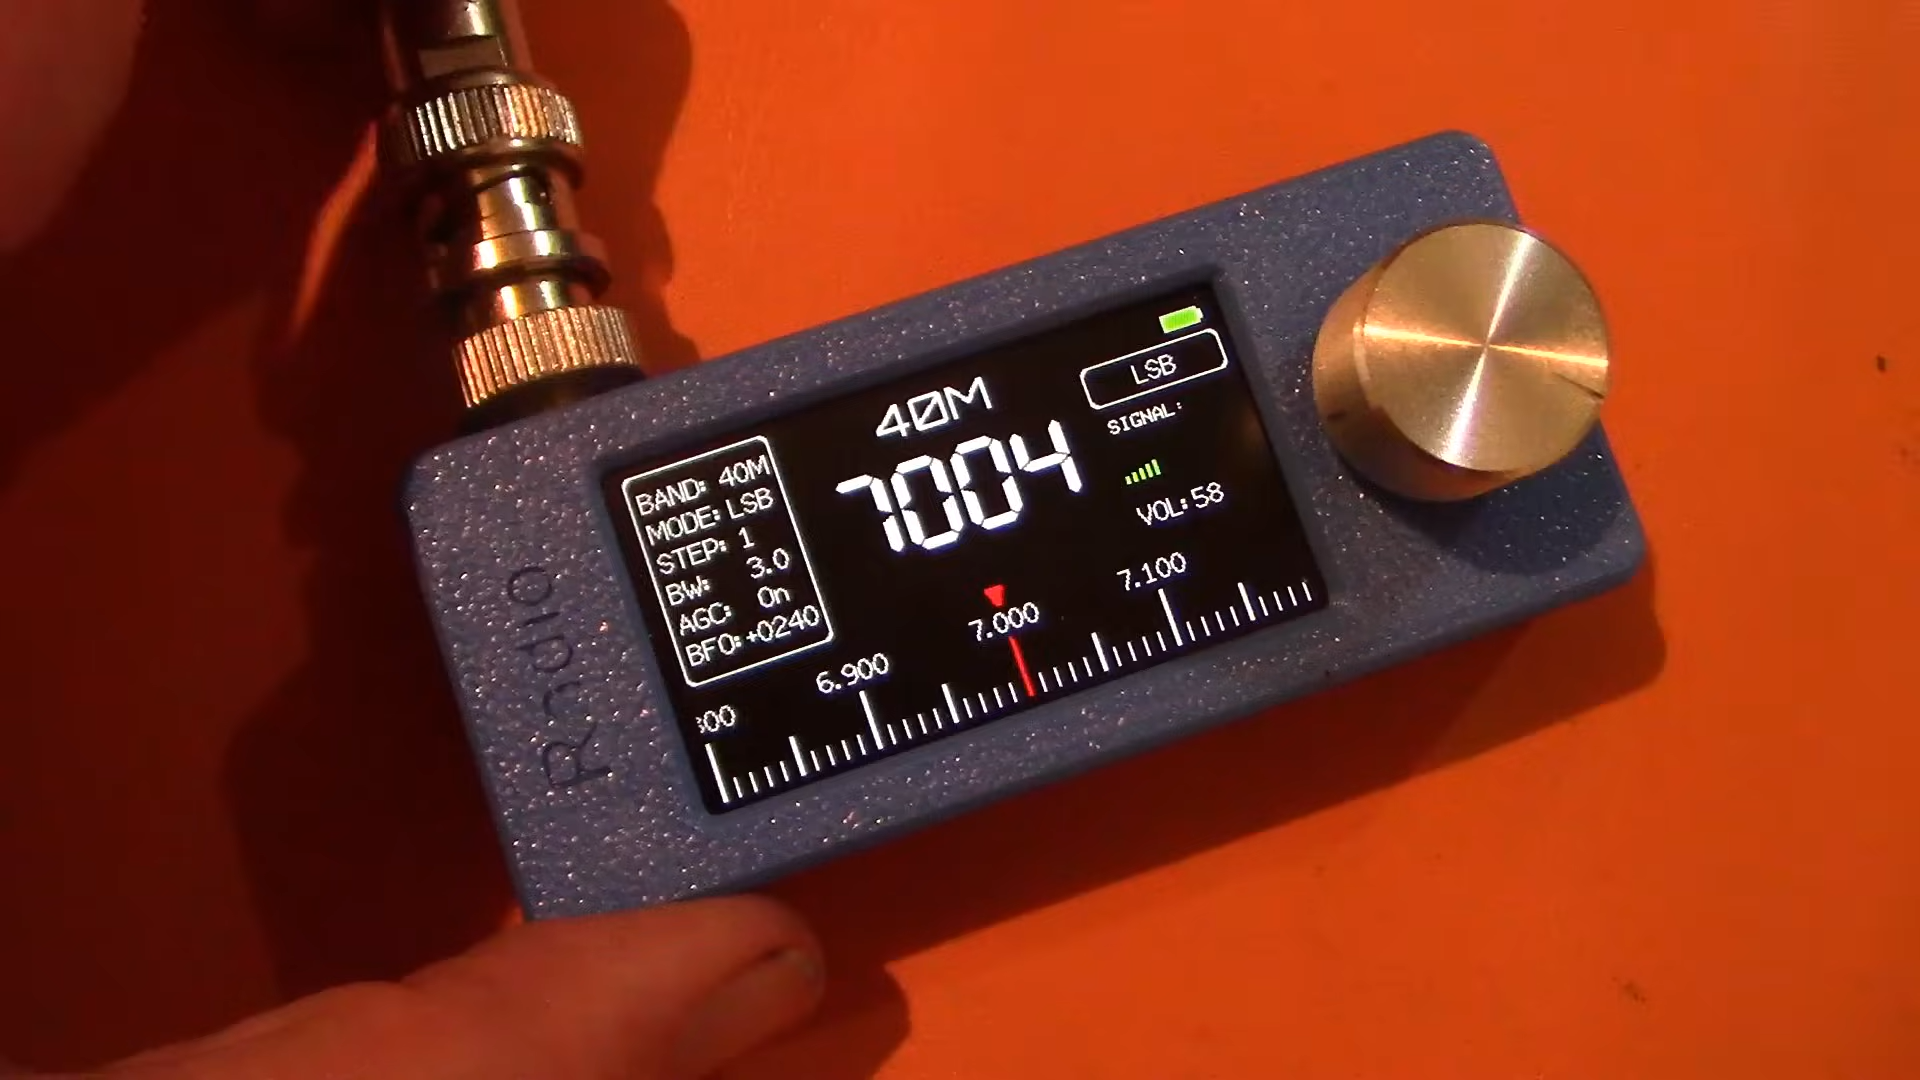 Radio
BAND: 40M
MODE: LSB
STEP: 1
BW: 3.0
AGC: On
BFO: +0240
40M
7004
LSB
SIGNAL:
VOL: 58
6.900
7.000
7.100